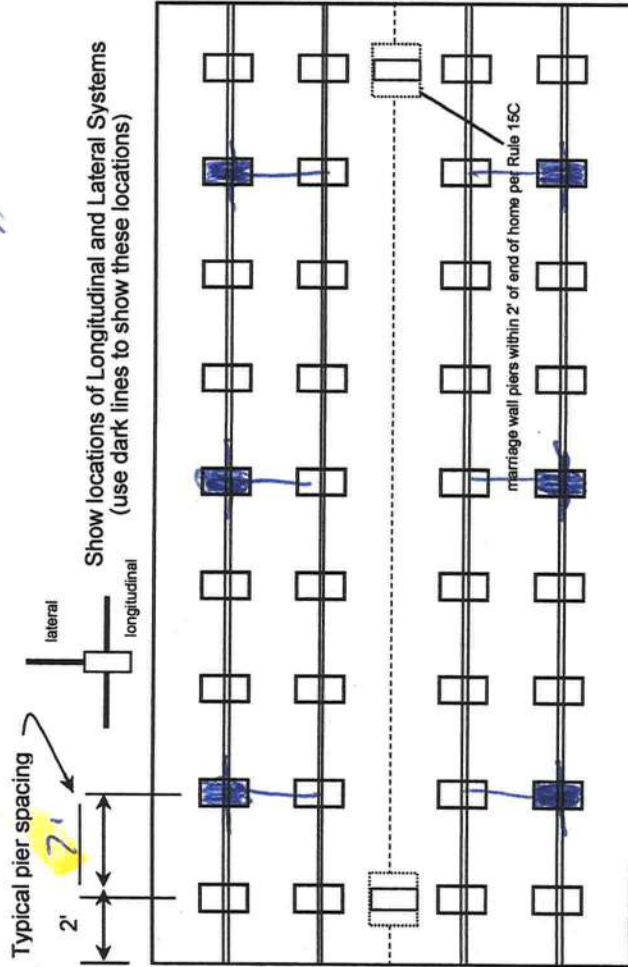 Typical pier spacing
7'
2'
lateral
longitudinal
Show locations of Longitudinal and Lateral Systems
(use dark lines to show these locations)
marriage wall piers within 2' of end of home per Rule 15C